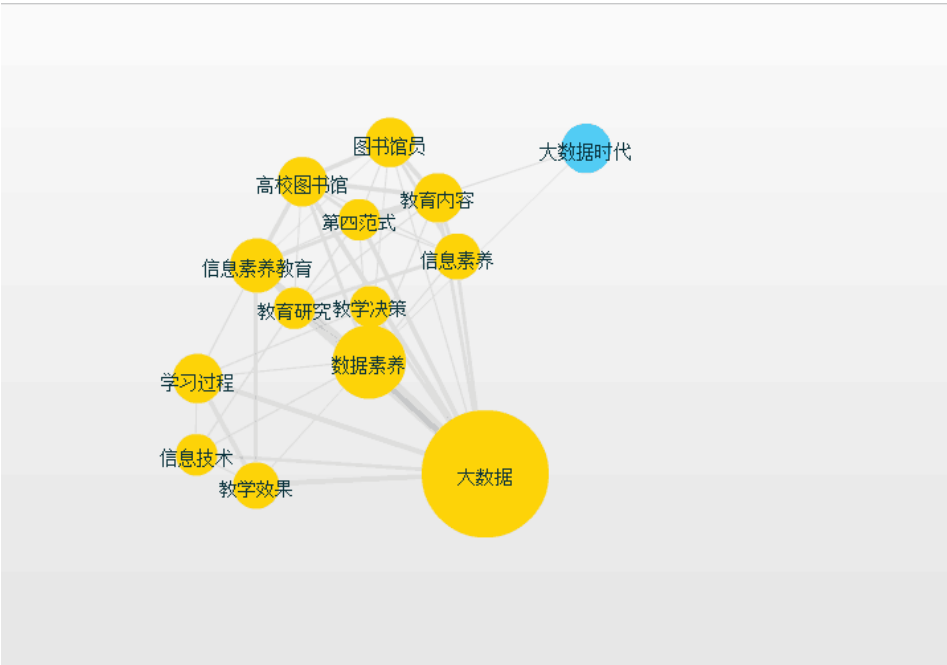 图书馆员
大数据时代
高校图书馆
教育内容
第四范式
信息素养
信息素养教育
教育研究
教学决策
数据素养
学习过程
信息技术
大数据
教学效果